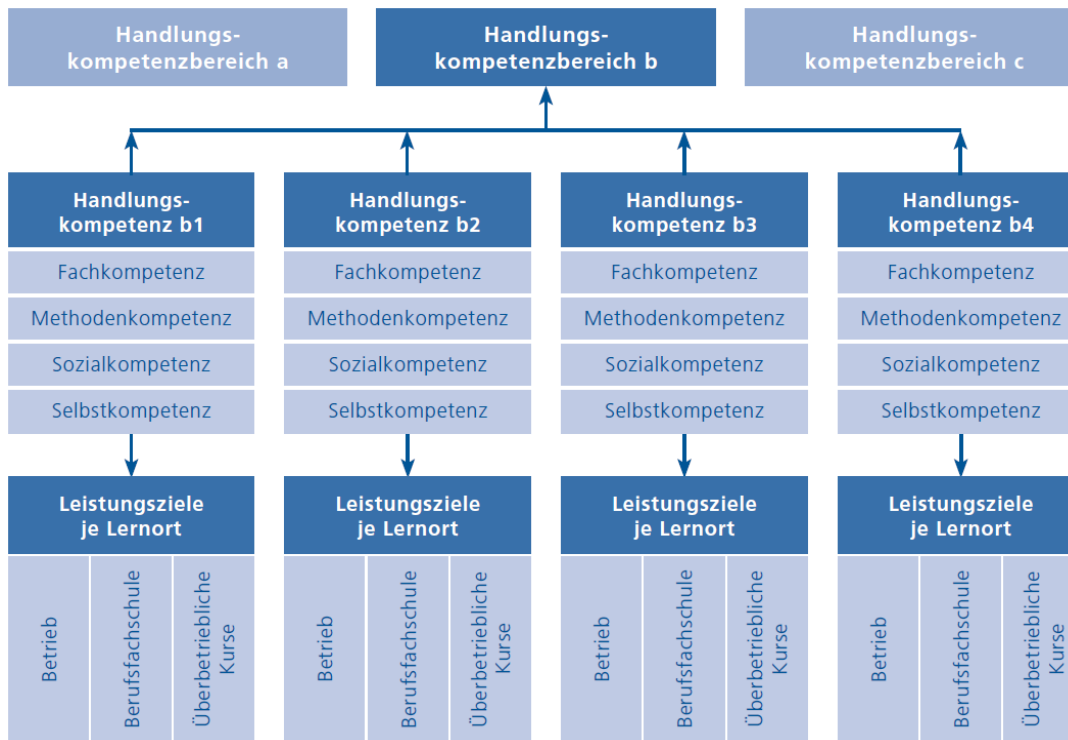 Handlungs-
kompetenzbereich a
Handlungs-
kompetenzbereich b
Handlungs-
kompetenzbereich c
Handlungs-
kompetenz b1
Fachkompetenz
Methodenkompetenz
Sozialkompetenz
Selbstkompetenz
Leistungsziele
je Lernort
Betrieb
Berufsfachschule
Überbetriebliche
Kurse
Handlungs-
kompetenz b2
Fachkompetenz
Methodenkompetenz
Sozialkompetenz
Selbstkompetenz
Leistungsziele
je Lernort
Betrieb
Berufsfachschule
Überbetriebliche
Kurse
Handlungs-
kompetenz b3
Fachkompetenz
Methodenkompetenz
Sozialkompetenz
Selbstkompetenz
Leistungsziele
je Lernort
Betrieb
Berufsfachschule
Überbetriebliche
Kurse
Handlungs-
kompetenz b4
Fachkompetenz
Methodenkompetenz
Sozialkompetenz
Selbstkompetenz
Leistungsziele
je Lernort
Betrieb
Berufsfachschule
Überbetriebliche
Kurse